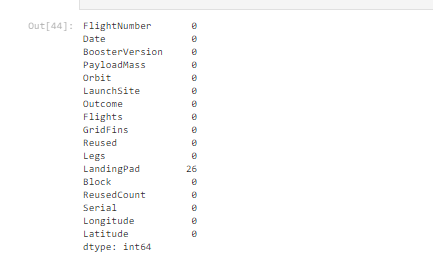 Out[44]: FlightNumber 0
Date 0
BoosterVersion 0
PayloadMass 0
Orbit 0
LaunchSite 0
Outcome 0
Flights 0
GridFins 0
Reused 0
Legs 0
LandingPad 26
Block 0
ReusedCount 0
Serial 0
Longitude 0
Latitude 0
dtype: int64